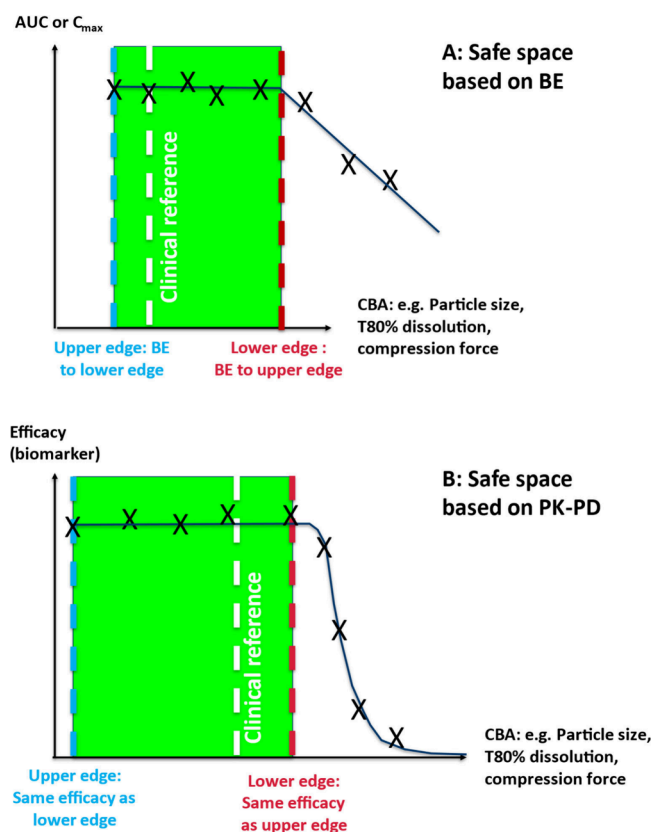 AUC or Cmax
A: Safe space
based on BE
Clinical reference
CBA: e.g. Particle size,
T80% dissolution,
compression force
Upper edge: BE
to lower edge
Lower edge :
BE to upper edge
Efficacy
(biomarker)
B: Safe space
based on PK-PD
Clinical reference
CBA: e.g. Particle size,
T80% dissolution,
compression force
Upper edge:
Same efficacy as
lower edge
Lower edge:
Same efficacy
as upper edge